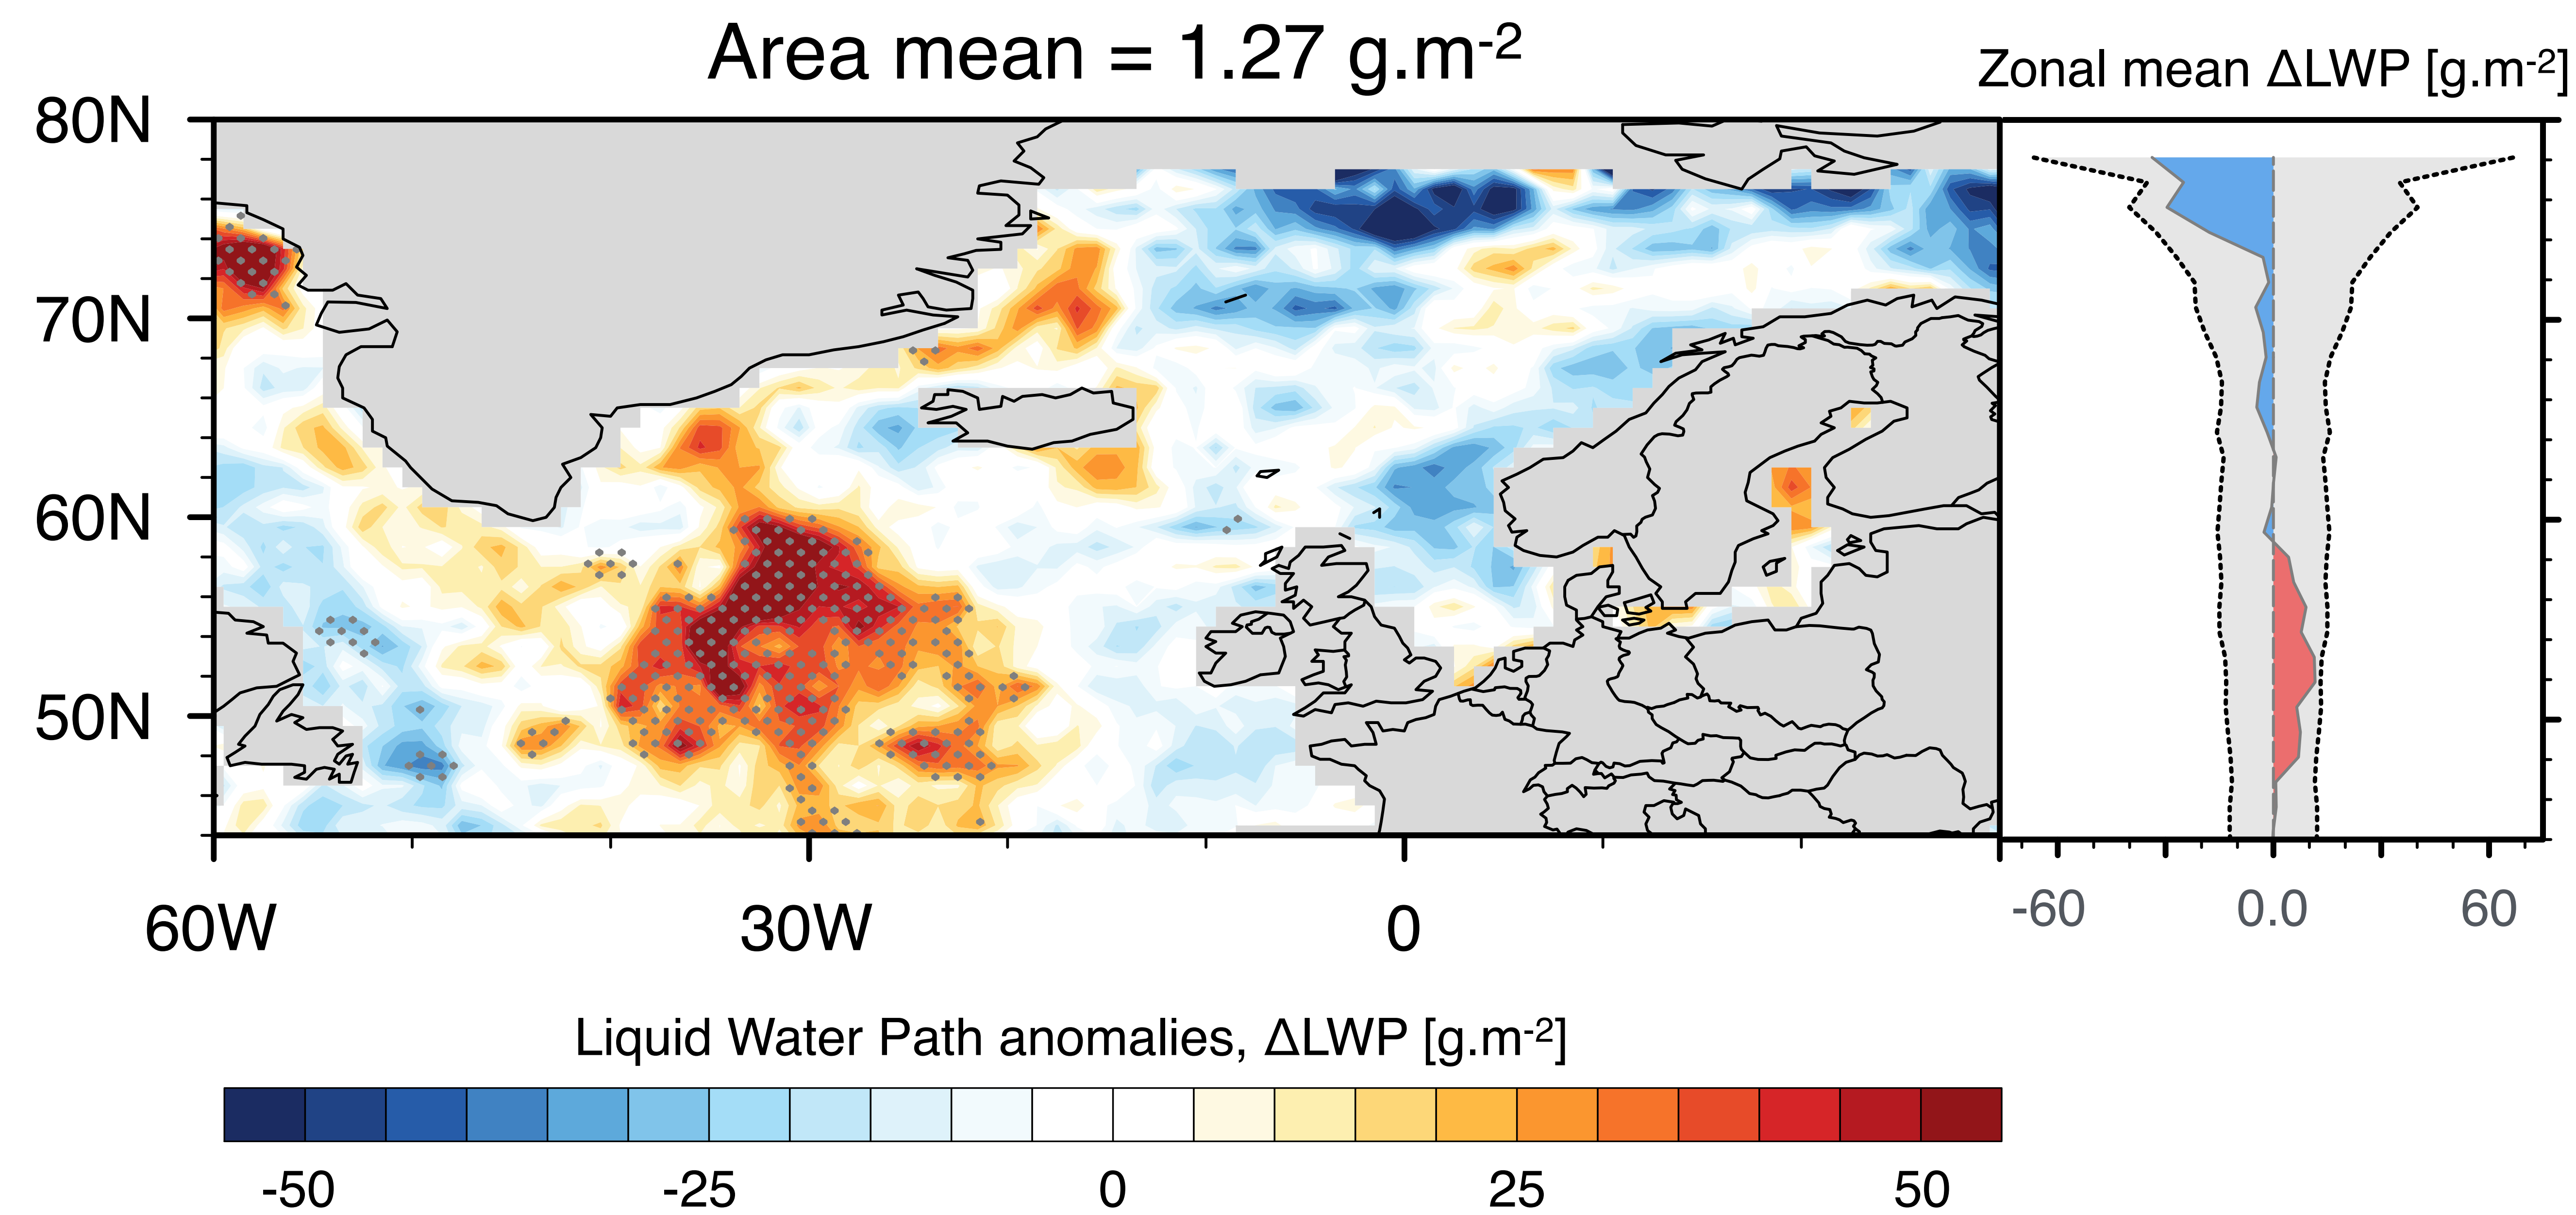 Area mean = 1.27 g.m-2
Zonal mean ΔLWP [g.m-2]
80N
70N
60N
50N
60W 30W 0
-60 0.0 60
Liquid Water Path anomalies, ΔLWP [g.m-2]
-50 -25 0 25 50